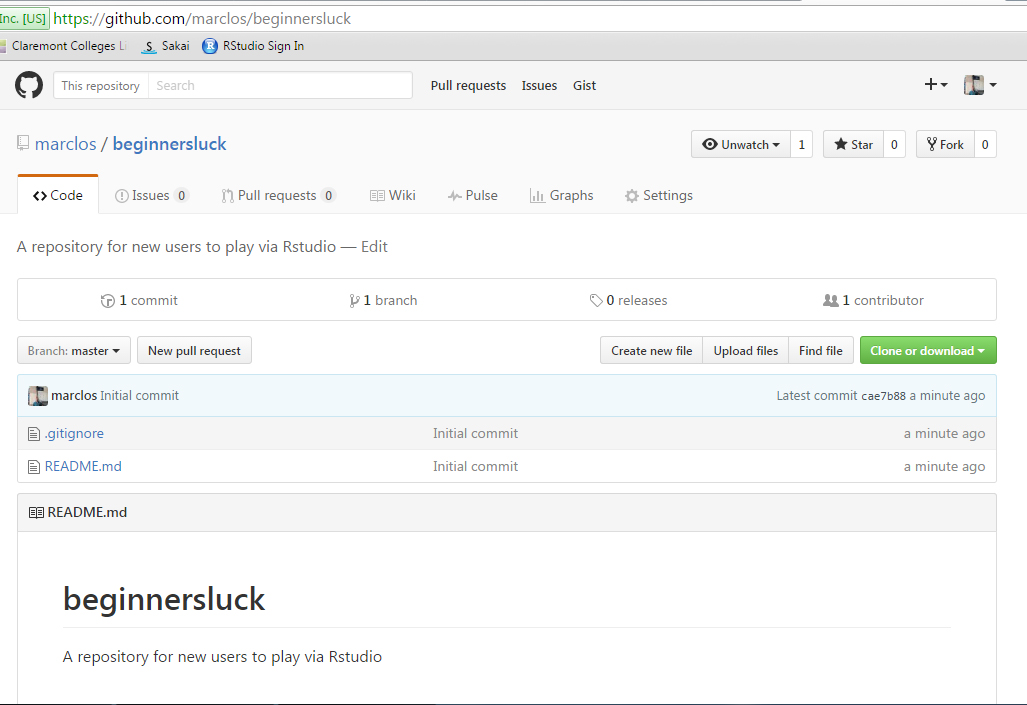 Inc. [US] https://github.com/marclos/beginnersluck
Claremont Colleges Li S Sakai R RStudio Sign In
This repository Search Pull requests Issues Gist
marclos / beginnersluck Unwatch 1 Star 0 Fork 0
Code Issues 0 Pull requests 0 Wiki Pulse Graphs Settings
A repository for new users to play via Rstudio — Edit
1 commit 1 branch 0 releases 1 contributor
Branch: master New pull request Create new file Upload files Find file Clone or download
marclos Initial commit Latest commit cae7b88 a minute ago
.gitignore Initial commit a minute ago
README.md Initial commit a minute ago
README.md
beginnersluck
A repository for new users to play via Rstudio